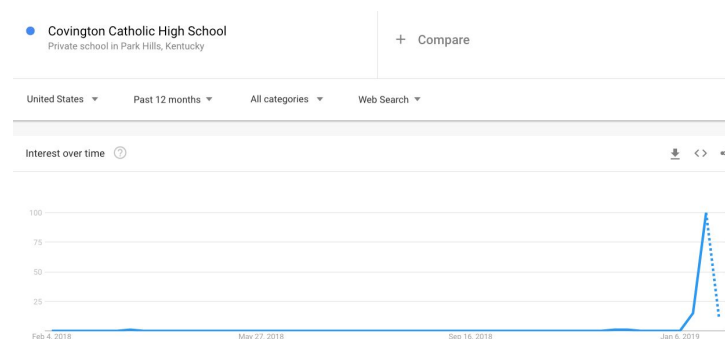 Covington Catholic High School
Private school in Park Hills, Kentucky
+ Compare
United States Past 12 months All categories Web Search
Interest over time ?
100
75
50
25
Feb 4, 2018 May 27, 2018 Sep 16, 2018 Jan 6, 2019